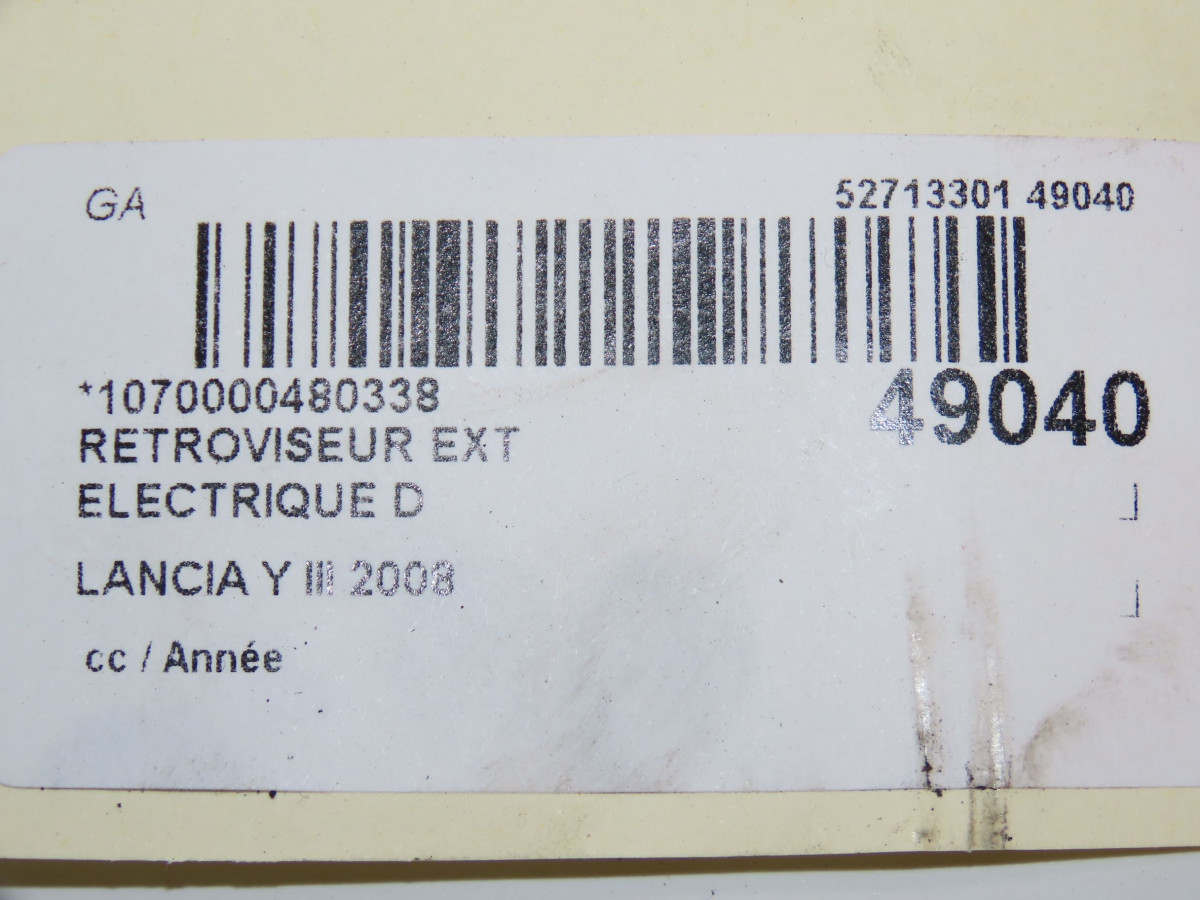 GA
52713301 49040
*1070000480338
49040
RETROVISEUR EXT
ELECTRIQUE D
LANCIA Y III 2008
cc / Année